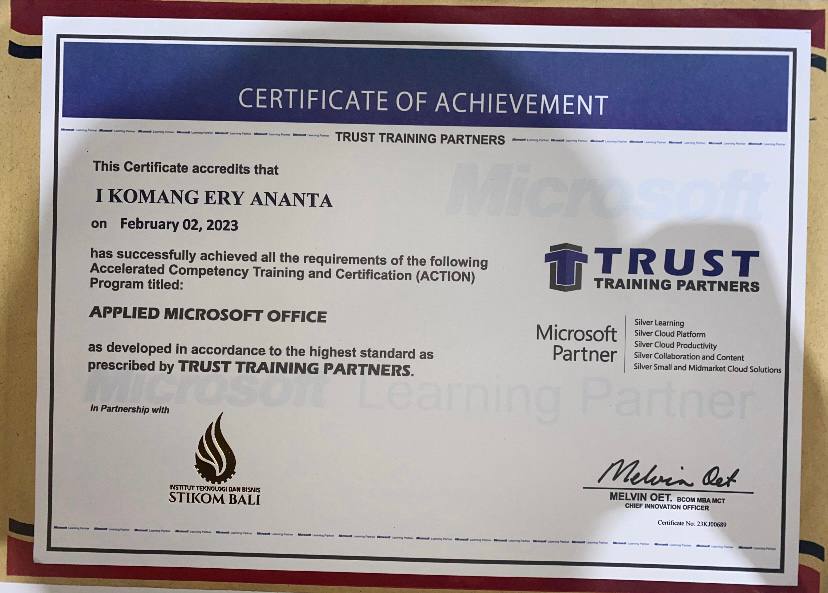 CERTIFICATE OF ACHIEVEMENT
TRUST TRAINING PARTNERS
This Certificate accredits that
I KOMANG ERY ANANTA
on February 02, 2023
has successfully achieved all the requirements of the following
Accelerated Competency Training and Certification (ACTION)
Program titled:
APPLIED MICROSOFT OFFICE
as developed in accordance to the highest standard as
prescribed by TRUST TRAINING PARTNERS.
In Partnership with
INSTITUT TEKNOLOGI DAN BISNIS
STIKOM BALI
Microsoft
TRUST
TRAINING PARTNERS
Microsoft
Partner
Silver Learning
Silver Cloud Platform
Silver Cloud Productivity
Silver Collaboration and Content
Silver Small and Midmarket Cloud Solutions
Microsoft Learning Partner
Melvin Oet
MELVIN OET. BCOM MBA MCT
CHIEF INNOVATION OFFICER
Certificate No. 23KJ00689